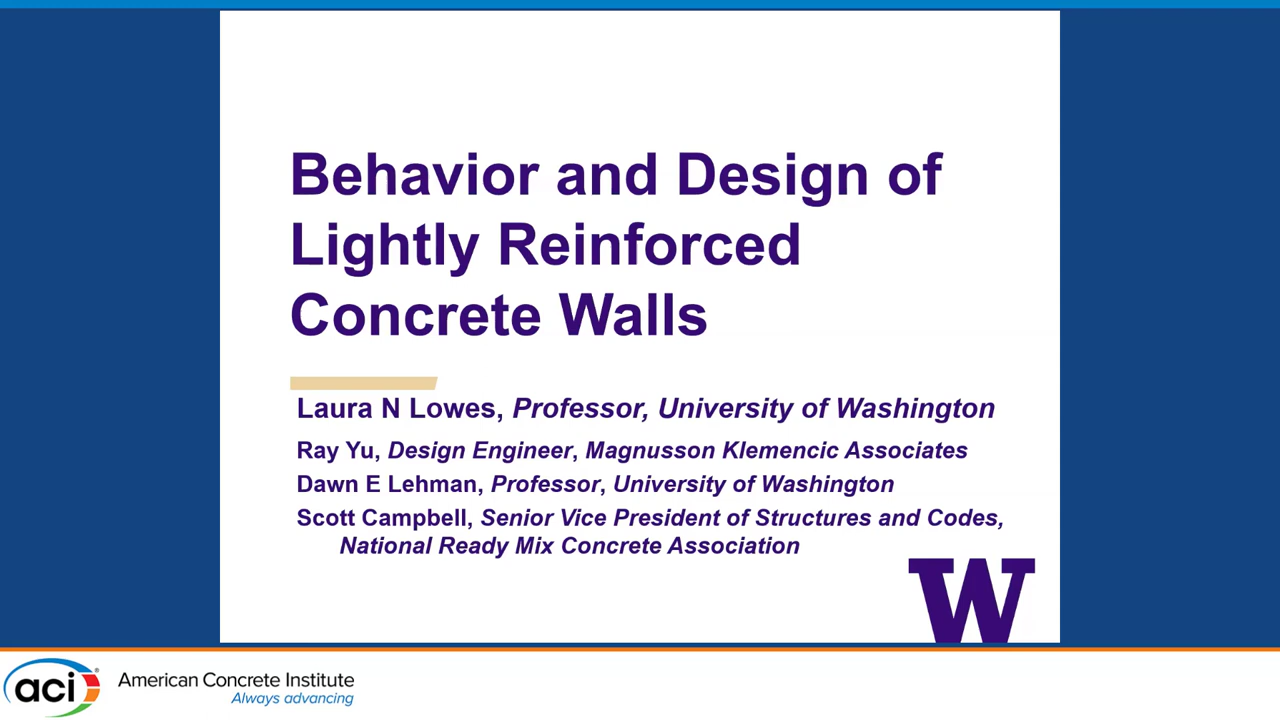 Behavior and Design of
Lightly Reinforced
Concrete Walls
Laura N Lowes, Professor, University of Washington
Ray Yu, Design Engineer, Magnusson Klemencic Associates
Dawn E Lehman, Professor, University of Washington
Scott Campbell, Senior Vice President of Structures and Codes,
National Ready Mix Concrete Association
W
aci®
American Concrete Institute
Always advancing